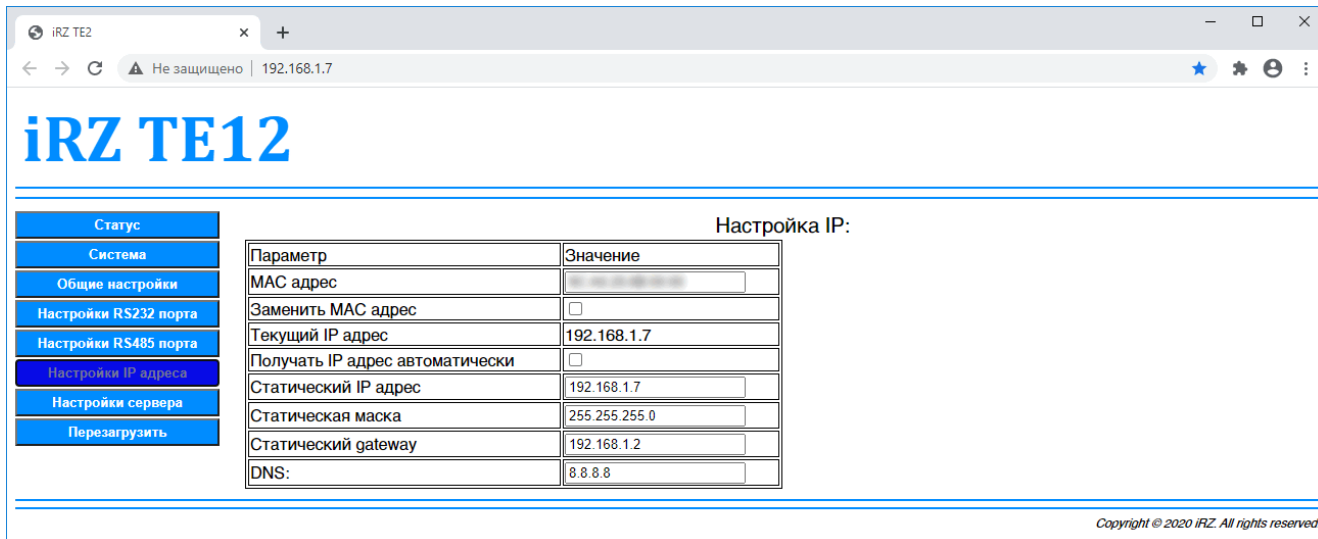 iRZ TE2
Не защищено 192.168.1.7
iRZ TE12
Статус
Система
Общие настройки
Настройки RS232 порта
Настройки RS485 порта
Настройки IP адреса
Настройки сервера
Перезагрузить
Настройка IP:
Параметр Значение
MAC адрес
Заменить MAC адрес
Текущий IP адрес 192.168.1.7
Получать IP адрес автоматически
Статический IP адрес 192.168.1.7
Статическая маска 255.255.255.0
Статический gateway 192.168.1.2
DNS: 8.8.8.8
Copyright © 2020 iRZ. All rights reserved